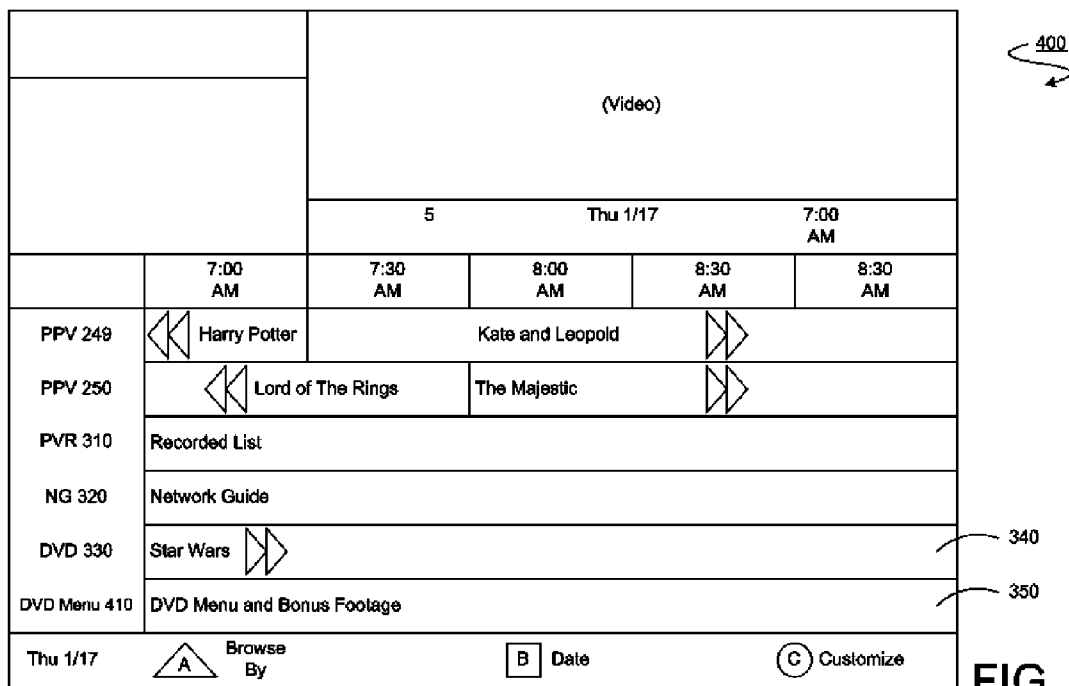 400
(Video)
5 Thu 1/17 7:00 AM
7:00 AM 7:30 AM 8:00 AM 8:30 AM 8:30 AM
PPV 249 Harry Potter Kate and Leopold
PPV 250 Lord of The Rings The Majestic
PVR 310 Recorded List
NG 320 Network Guide
DVD 330 Star Wars 340
DVD Menu 410 DVD Menu and Bonus Footage 350
Thu 1/17 A Browse By B Date C Customize
FIG